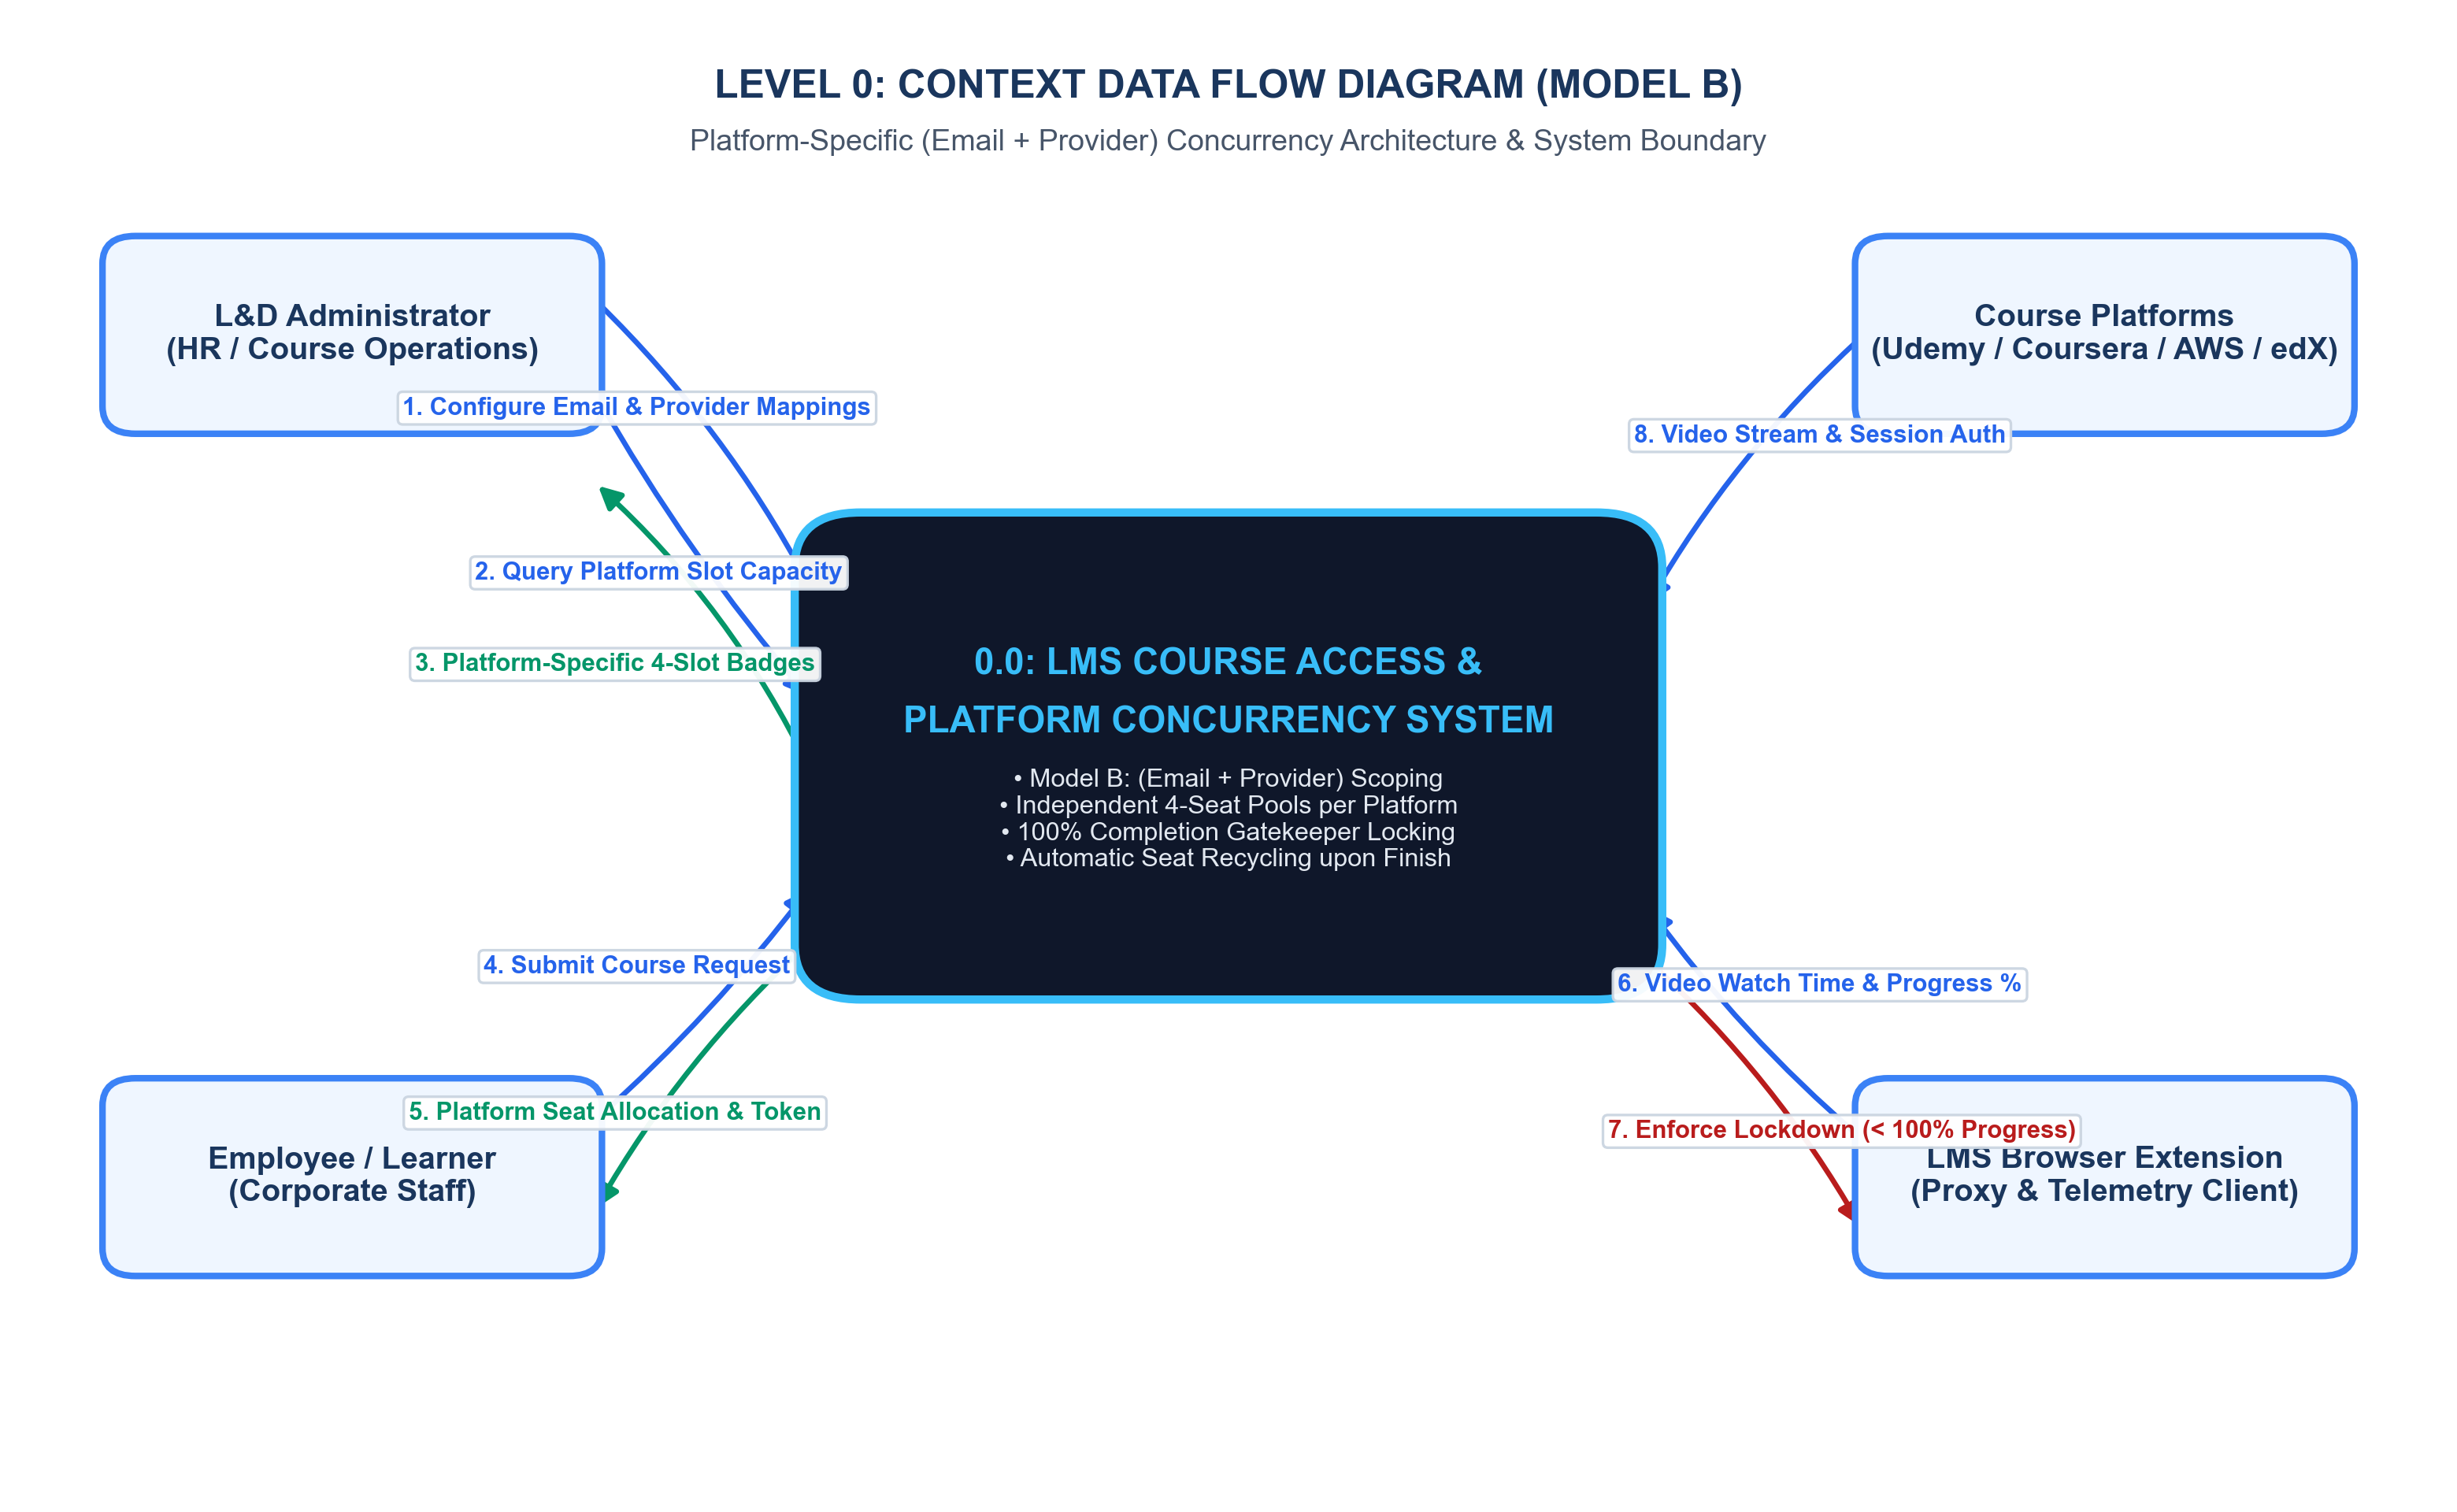 LEVEL 0: CONTEXT DATA FLOW DIAGRAM (MODEL B)
Platform-Specific (Email + Provider) Concurrency Architecture & System Boundary
L&D Administrator
(HR / Course Operations)
Course Platforms
(Udemy / Coursera / AWS / edX)
1. Configure Email & Provider Mappings
8. Video Stream & Session Auth
2. Query Platform Slot Capacity
3. Platform-Specific 4-Slot Badges
0.0: LMS COURSE ACCESS &
PLATFORM CONCURRENCY SYSTEM
• Model B: (Email + Provider) Scoping
• Independent 4-Seat Pools per Platform
• 100% Completion Gatekeeper Locking
• Automatic Seat Recycling upon Finish
4. Submit Course Request
6. Video Watch Time & Progress %
5. Platform Seat Allocation & Token
7. Enforce Lockdown (< 100% Progress)
Employee / Learner
(Corporate Staff)
LMS Browser Extension
(Proxy & Telemetry Client)